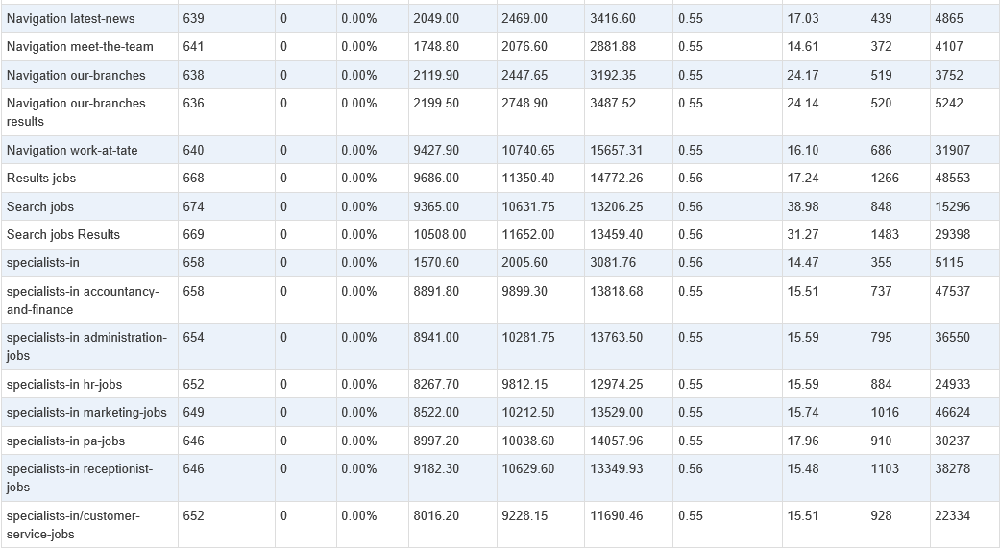 Navigation latest-news 639 0 0.00% 2049.00 2469.00 3416.60 0.55 17.03 439 4865
Navigation meet-the-team 641 0 0.00% 1748.80 2076.60 2881.88 0.55 14.61 372 4107
Navigation our-branches 638 0 0.00% 2119.90 2447.65 3192.35 0.55 24.17 519 3752
Navigation our-branches 636 0 0.00% 2199.50 2748.90 3487.52 0.55 24.14 520 5242
results
Navigation work-at-tate 640 0 0.00% 9427.90 10740.65 15657.31 0.55 16.10 686 31907
Results jobs 668 0 0.00% 9686.00 11350.40 14772.26 0.56 17.24 1266 48553
Search jobs 674 0 0.00% 9365.00 10631.75 13206.25 0.56 38.98 848 15296
Search jobs Results 669 0 0.00% 10508.00 11652.00 13459.40 0.56 31.27 1483 29398
specialists-in 658 0 0.00% 1570.60 2005.60 3081.76 0.56 14.47 355 5115
specialists-in accountancy- 658 0 0.00% 8891.80 9899.30 13818.68 0.55 15.51 737 47537
and-finance
specialists-in administration- 654 0 0.00% 8941.00 10281.75 13763.50 0.55 15.59 795 36550
jobs
specialists-in hr-jobs 652 0 0.00% 8267.70 9812.15 12974.25 0.55 15.59 884 24933
specialists-in marketing-jobs 649 0 0.00% 8522.00 10212.50 13529.00 0.55 15.74 1016 46624
specialists-in pa-jobs 646 0 0.00% 8997.20 10038.60 14057.96 0.55 17.96 910 30237
specialists-in receptionist- 646 0 0.00% 9182.30 10629.60 13349.93 0.56 15.48 1103 38278
jobs
specialists-in/customer- 652 0 0.00% 8016.20 9228.15 11690.46 0.55 15.51 928 22334
service-jobs